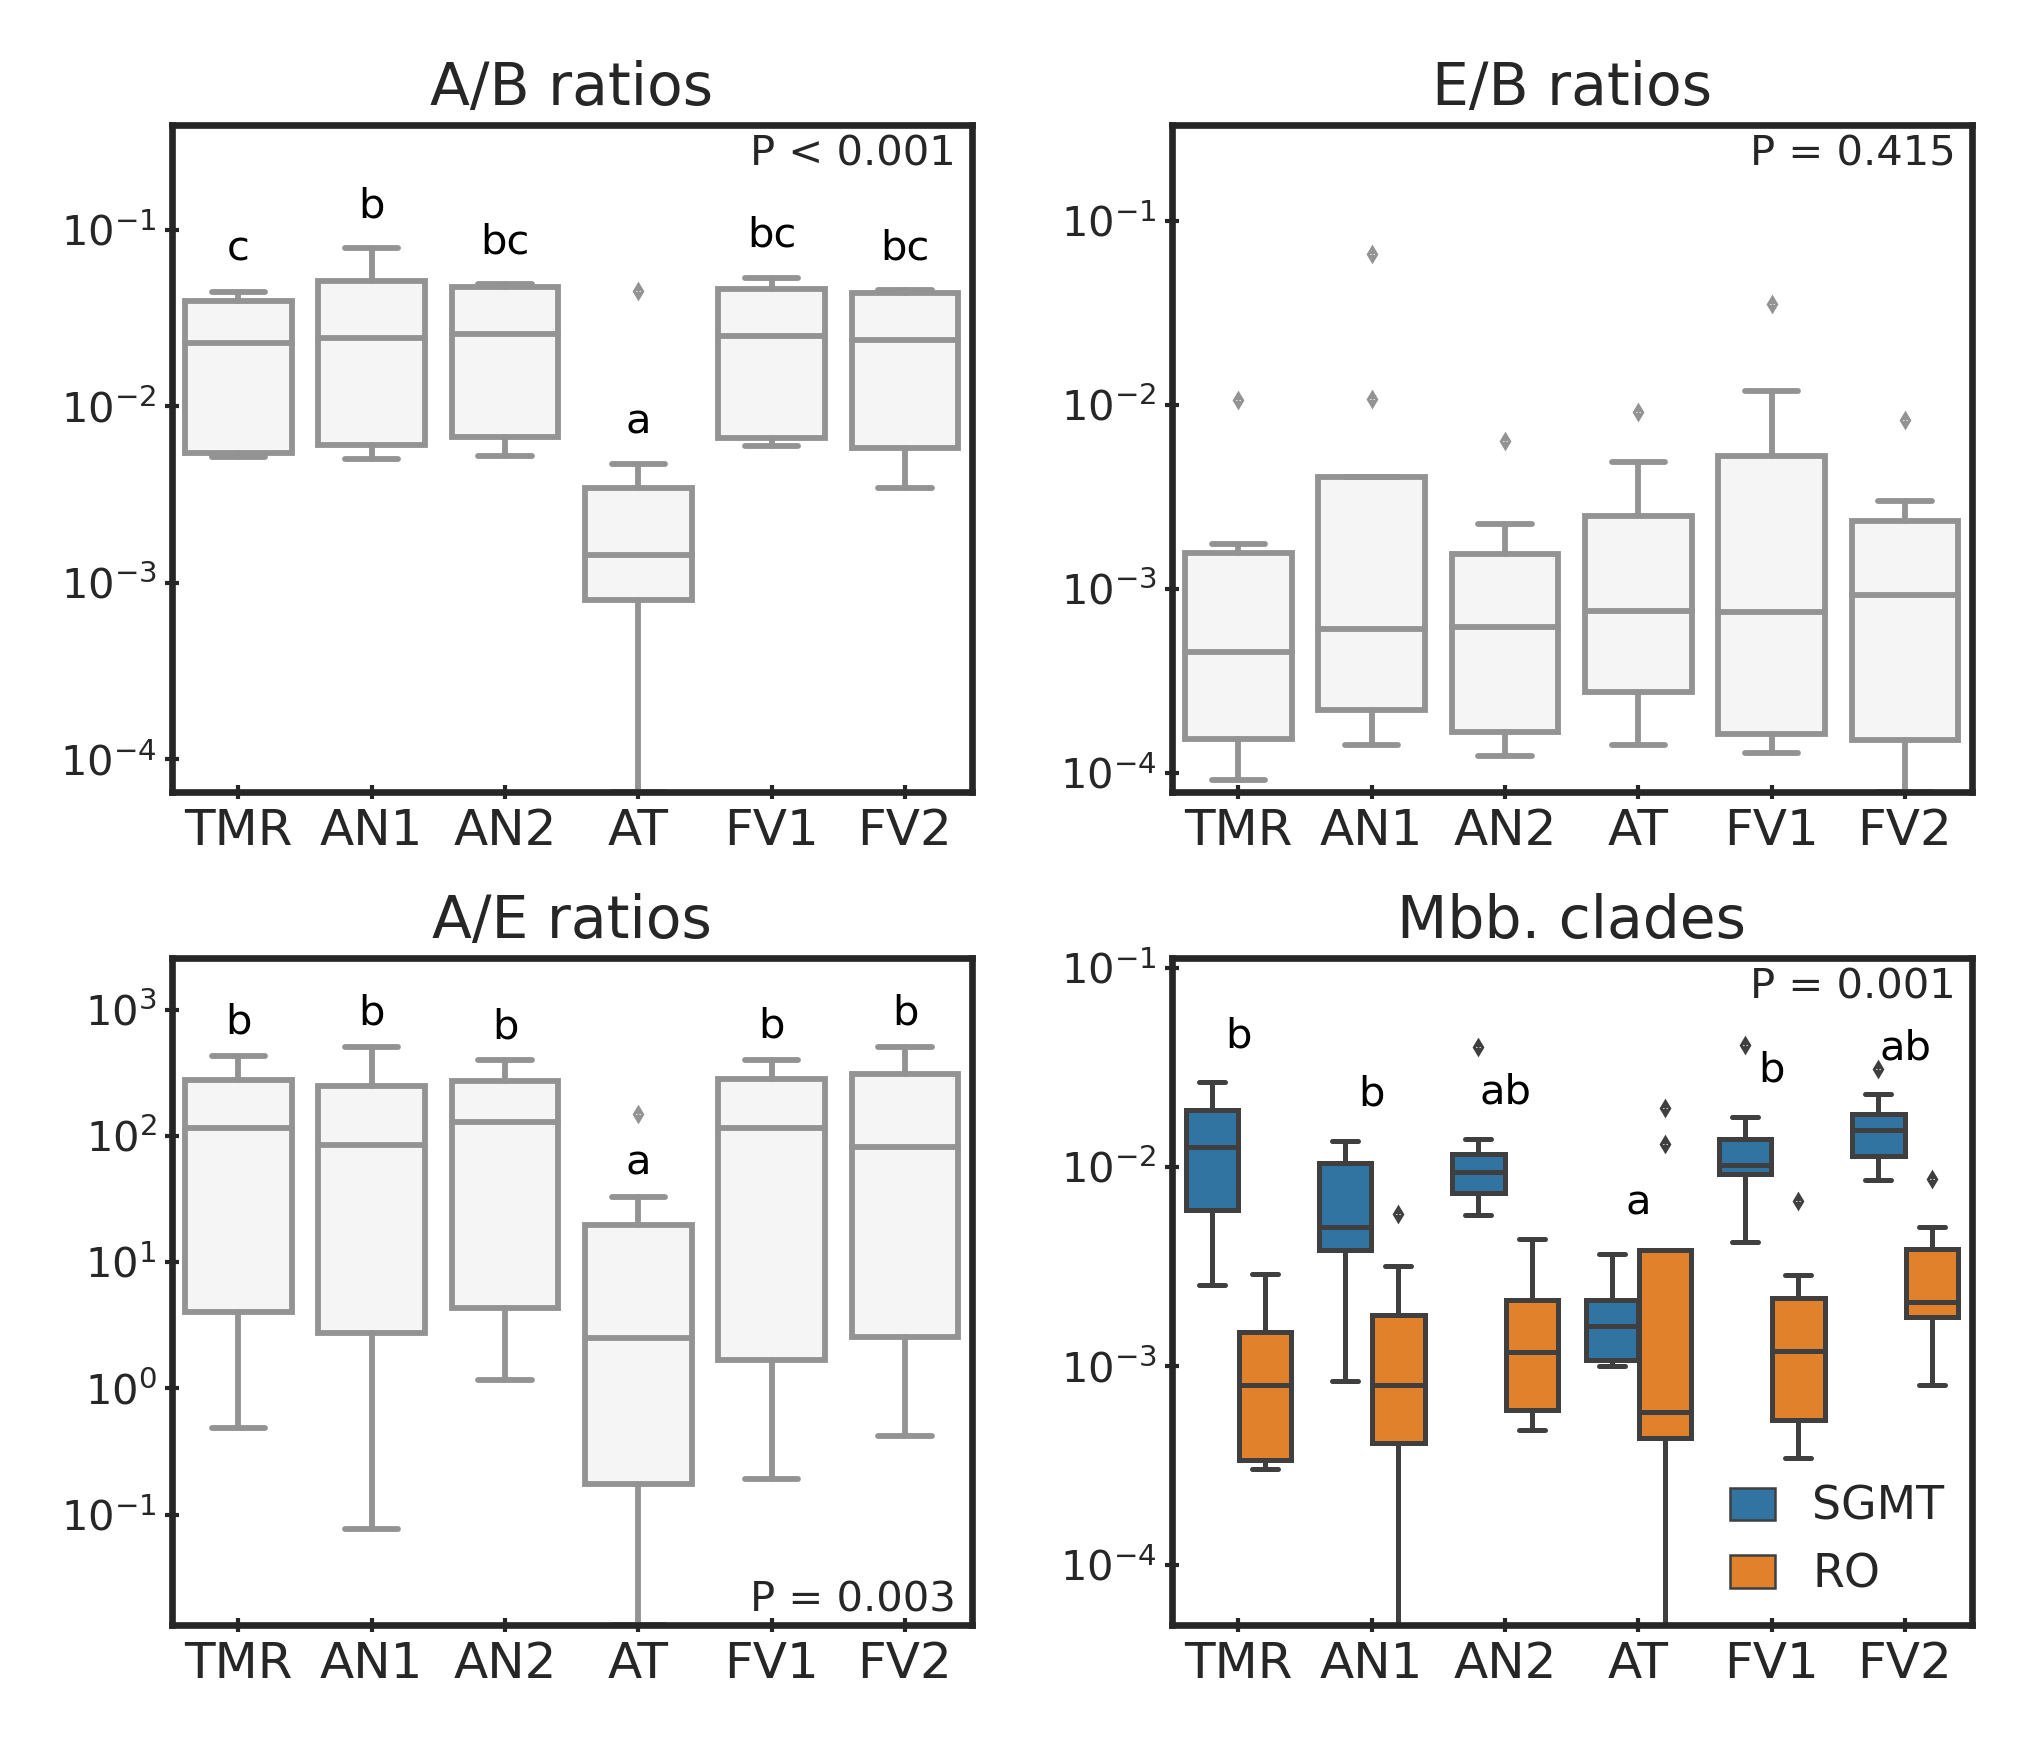 A/B ratios
P < 0.001
10⁻¹
10⁻²
10⁻³
10⁻⁴
c b bc a bc bc
TMR AN1 AN2 AT FV1 FV2
E/B ratios
P = 0.415
10⁻¹
10⁻²
10⁻³
10⁻⁴
TMR AN1 AN2 AT FV1 FV2
A/E ratios
10³
10²
10¹
10⁰
10⁻¹
b b b a b b
P = 0.003
TMR AN1 AN2 AT FV1 FV2
Mbb. clades
P = 0.001
10⁻¹
10⁻²
10⁻³
10⁻⁴
b b ab a b ab
SGMT
RO
TMR AN1 AN2 AT FV1 FV2